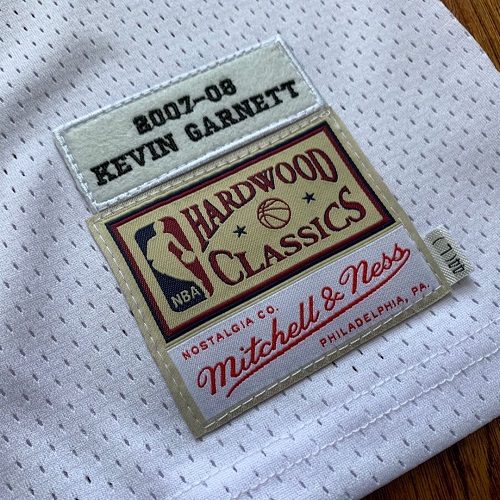 2007-08
KEVIN GARNETT
HARDWOOD
CLASSICS
NBA
NOSTALGIA CO.
Mitchell & Ness
PHILADELPHIA, PA.